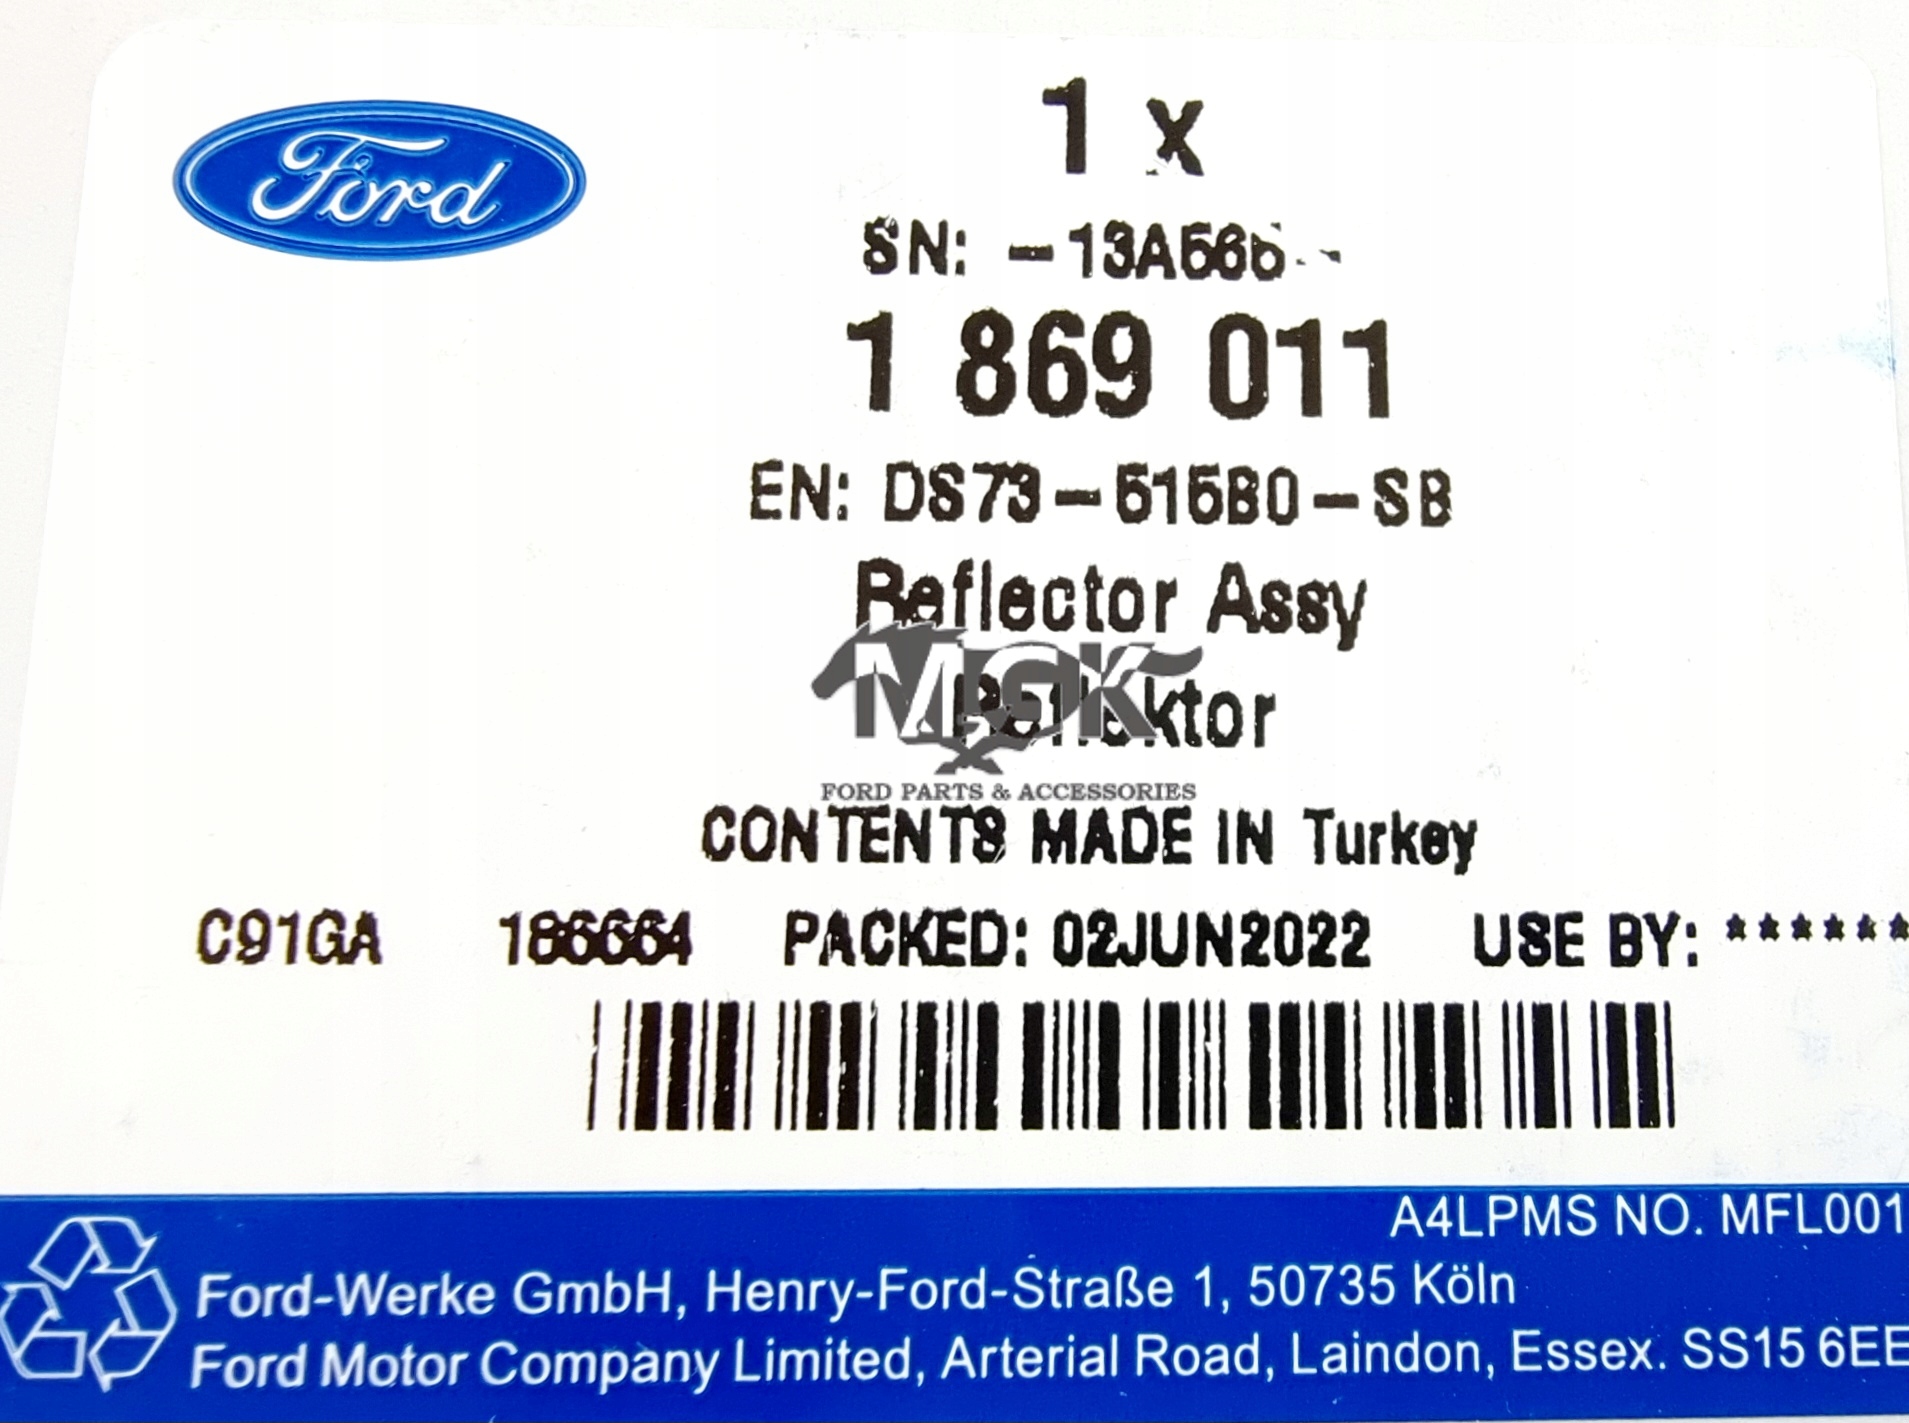 Ford
1 x
SN: -13A565-
1 869 011
EN: DS73-515B0-SB
Reflector Assy
Reflektor
MGK
FORD PARTS & ACCESSORIES
CONTENTS MADE IN Turkey
C91GA 186664 PACKED: 02JUN2022 USE BY: ******
A4LPMS NO. MFL001
Ford-Werke GmbH, Henry-Ford-Straße 1, 50735 Köln
Ford Motor Company Limited, Arterial Road, Laindon, Essex. SS15 6EE